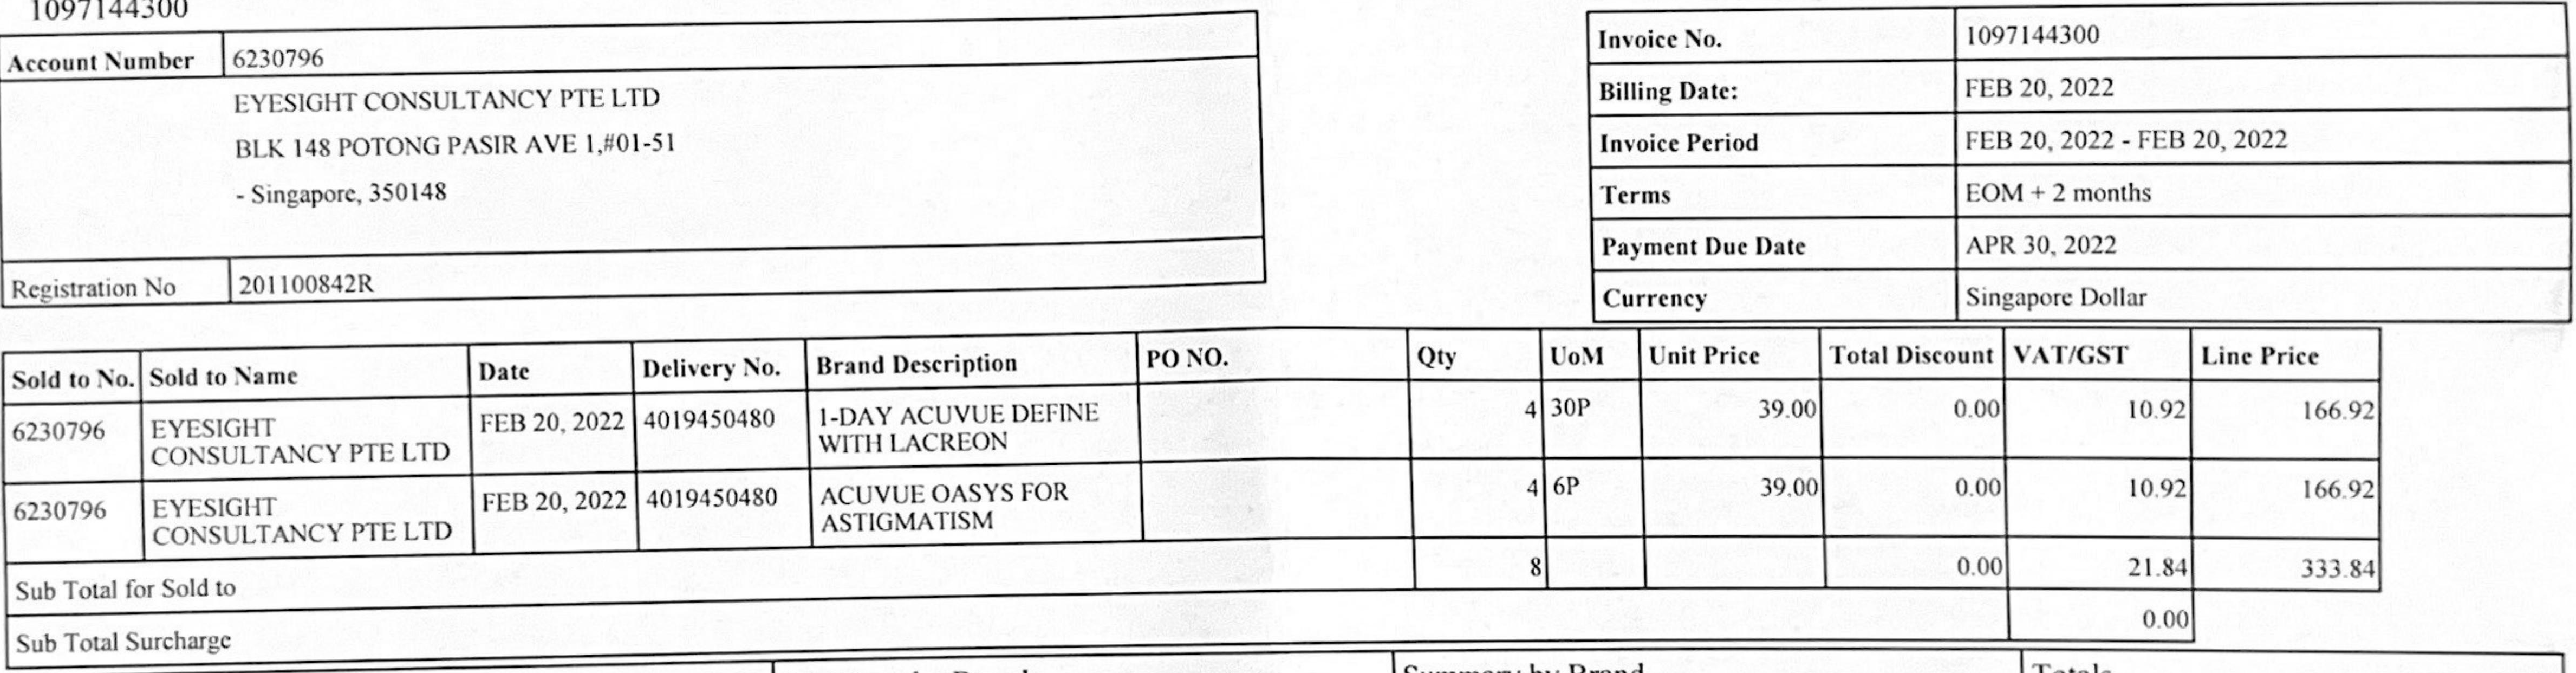 1097144300
Account Number 6230796
EYESIGHT CONSULTANCY PTE LTD
BLK 148 POTONG PASIR AVE 1,#01-51
- Singapore, 350148
Registration No 201100842R
Invoice No. 1097144300
Billing Date: FEB 20, 2022
Invoice Period FEB 20, 2022 - FEB 20, 2022
Terms EOM + 2 months
Payment Due Date APR 30, 2022
Currency Singapore Dollar
Sold to No. Sold to Name Date Delivery No. Brand Description PO NO. Qty UoM Unit Price Total Discount VAT/GST Line Price
6230796 EYESIGHT FEB 20, 2022 4019450480 1-DAY ACUVUE DEFINE 4 30P 39.00 0.00 10.92 166.92
CONSULTANCY PTE LTD WITH LACREON
6230796 EYESIGHT FEB 20, 2022 4019450480 ACUVUE OASYS FOR 4 6P 39.00 0.00 10.92 166.92
CONSULTANCY PTE LTD ASTIGMATISM
Sub Total for Sold to 8 0.00 21.84 333.84
Sub Total Surcharge 0.00
Summary by Brand Totals